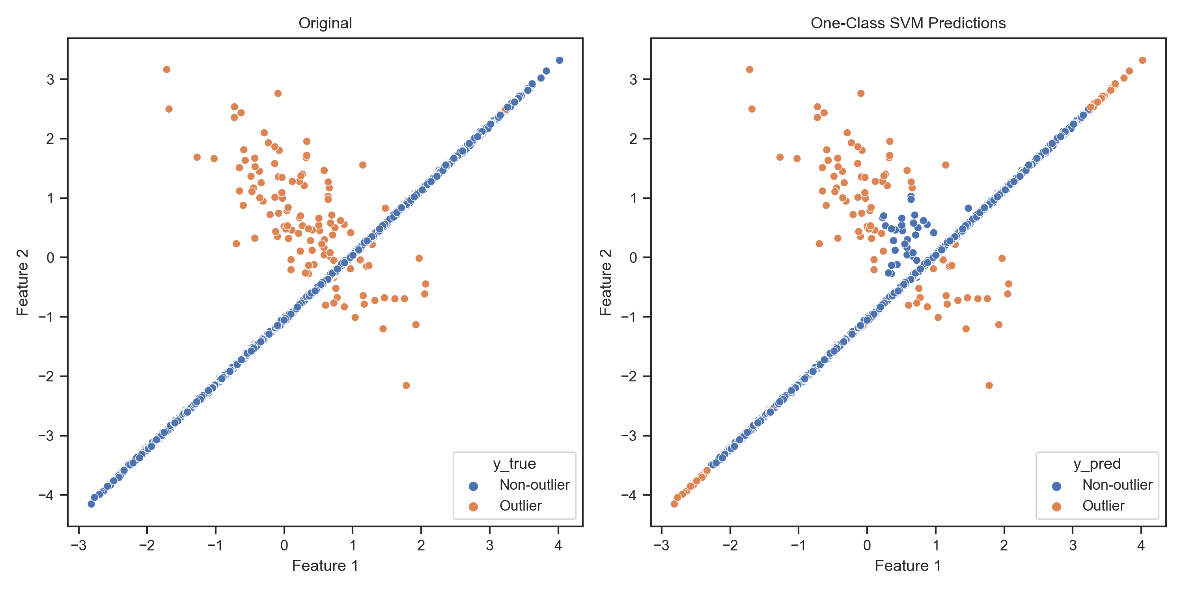 Original
Feature 2
3
2
1
0
−1
−2
−3
−4
−3
−2
−1
0
1
2
3
4
Feature 1
y_true
Non-outlier
Outlier
One-Class SVM Predictions
Feature 2
3
2
1
0
−1
−2
−3
−4
−3
−2
−1
0
1
2
3
4
Feature 1
y_pred
Non-outlier
Outlier